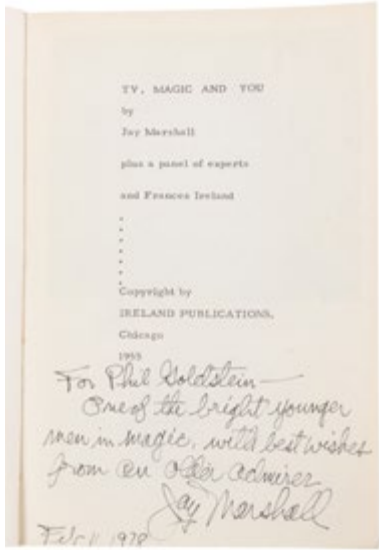 TV, MAGIC AND YOU
by
Jay Marshall
plus a panel of experts
and Frances Ireland
Copyright by
IRELAND PUBLICATIONS,
Chicago
1955
For Phil Goldstein —
One of the bright younger
men in magic, with best wishes
from an older admirer
Jay Marshall
Feb 11 1978